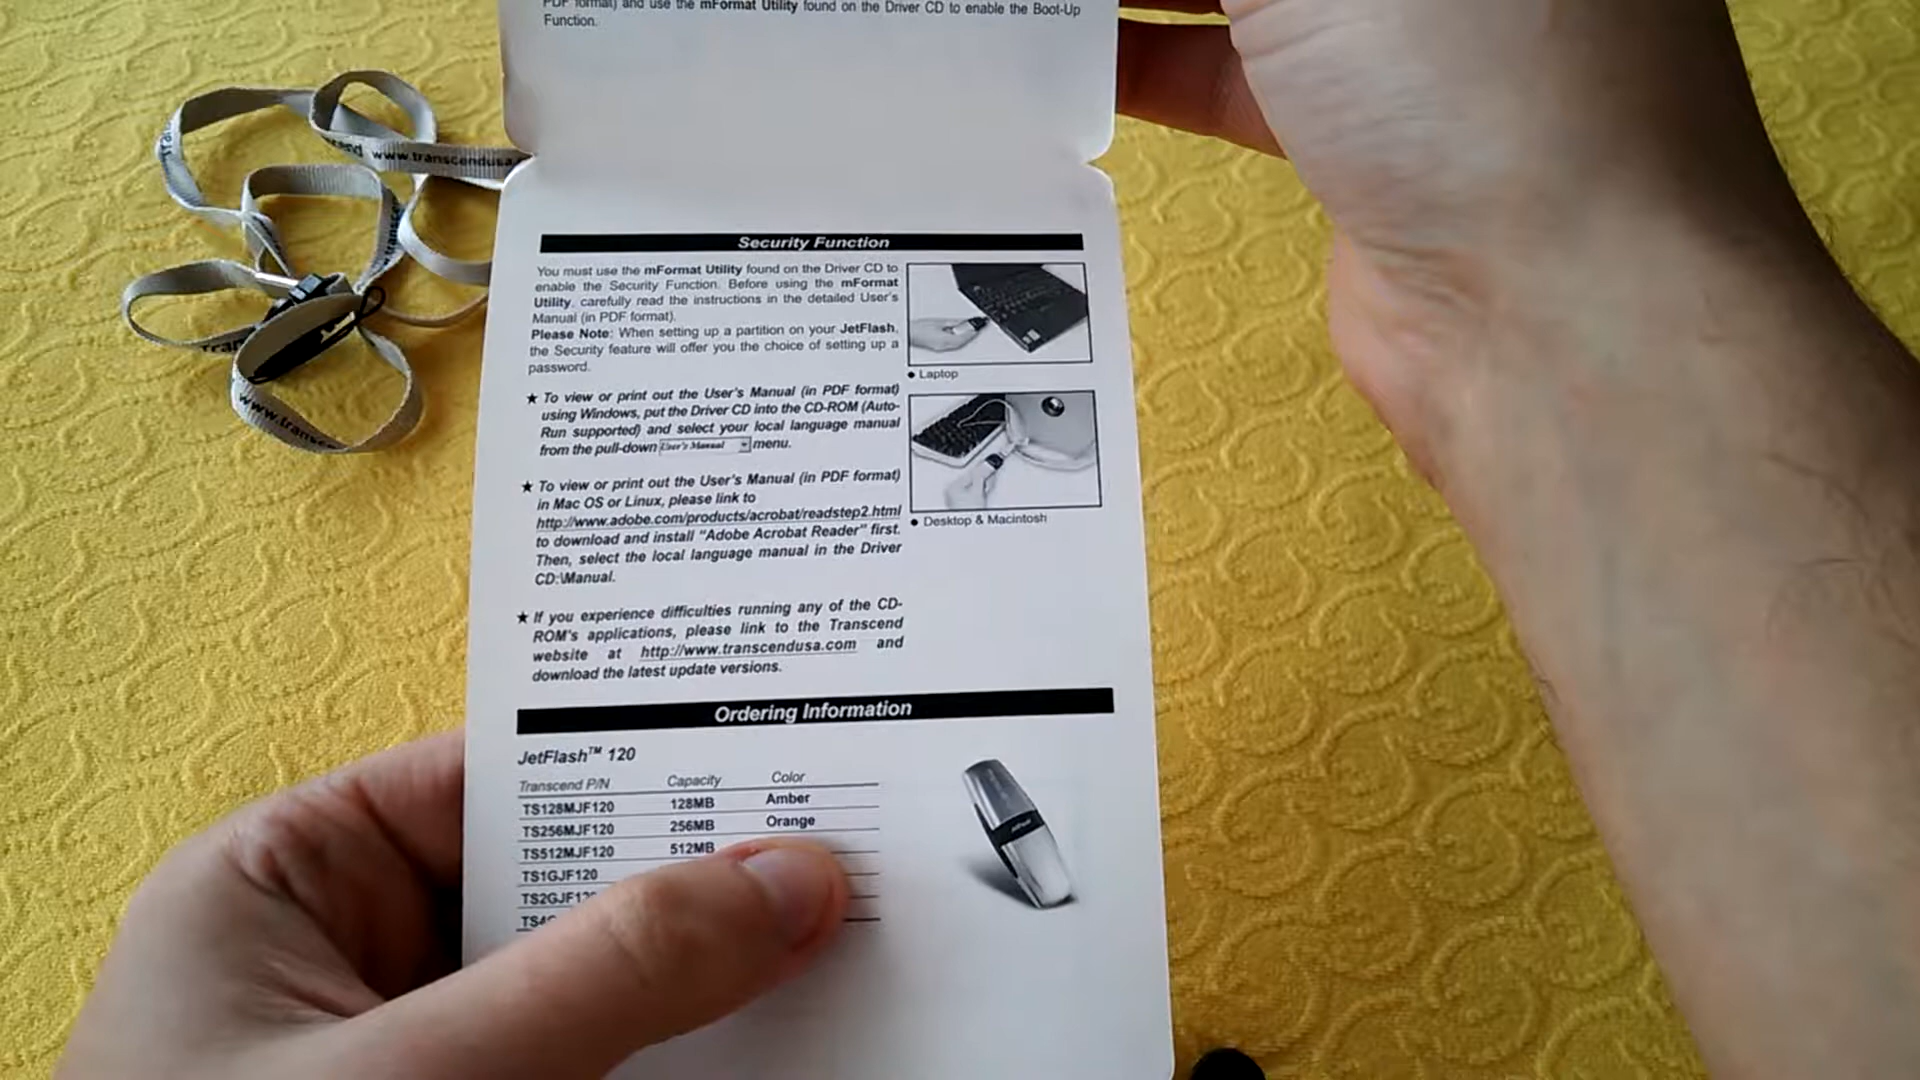 PDF format) and use the mFormat Utility found on the Driver CD to enable the Boot-Up
Function.
Security Function
You must use the mFormat Utility found on the Driver CD to
enable the Security Function. Before using the mFormat
Utility, carefully read the instructions in the detailed User's
Manual (in PDF format).
Please Note: When setting up a partition on your JetFlash,
the Security feature will offer you the choice of setting up a
password.
● Laptop
★ To view or print out the User's Manual (in PDF format)
using Windows, put the Driver CD into the CD-ROM (Auto-
Run supported) and select your local language manual
from the pull-down User's Manual menu.
★ To view or print out the User's Manual (in PDF format)
in Mac OS or Linux, please link to
http://www.adobe.com/products/acrobat/readstep2.html
to download and install "Adobe Acrobat Reader" first.
Then, select the local language manual in the Driver
CD:\Manual.
● Desktop & Macintosh
★ If you experience difficulties running any of the CD-
ROM's applications, please link to the Transcend
website at http://www.transcendusa.com and
download the latest update versions.
Ordering Information
JetFlash™ 120
Transcend P/N Capacity Color
TS128MJF120 128MB Amber
TS256MJF120 256MB Orange
TS512MJF120 512MB
TS1GJF120
www.transcendusa
www.transc